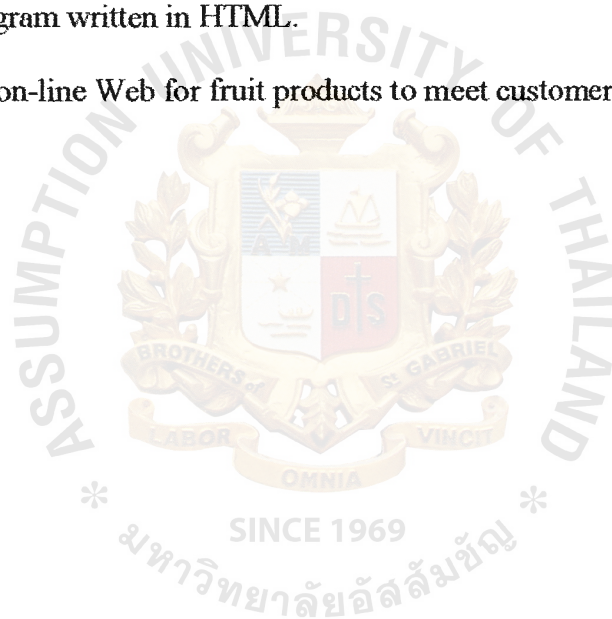 gram written in HTML.
on-line Web for fruit products to meet customer
ASSUMPTION UNIVERSITY OF THAILAND
A M
D S
BROTHERS of St GABRIEL
LABOR OMNIA VINCIT
SINCE 1969
* มหาวิทยาลัยอัสสัมชัญ *